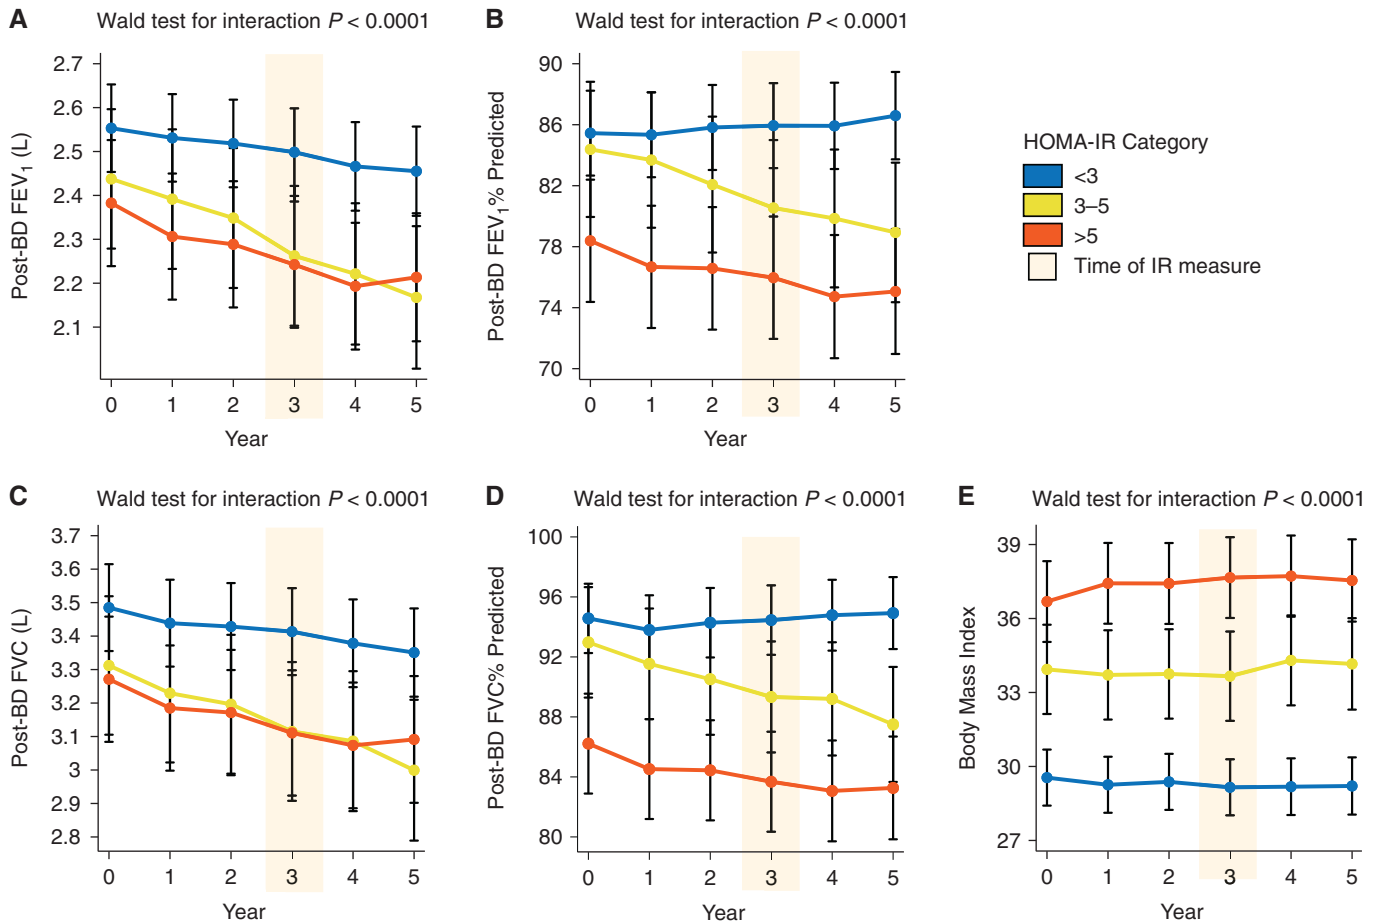 A Wald test for interaction P < 0.0001
Post-BD FEV1 (L)
2.7
2.6
2.5
2.4
2.3
2.2
2.1
0 1 2 3 4 5
Year
B Wald test for interaction P < 0.0001
Post-BD FEV1% Predicted
90
86
82
78
74
70
0 1 2 3 4 5
Year
HOMA-IR Category
<3
3–5
>5
Time of IR measure
C Wald test for interaction P < 0.0001
Post-BD FVC (L)
3.7
3.6
3.5
3.4
3.3
3.2
3.1
3
2.9
2.8
0 1 2 3 4 5
Year
D Wald test for interaction P < 0.0001
Post-BD FVC% Predicted
100
96
92
88
84
80
0 1 2 3 4 5
Year
E Wald test for interaction P < 0.0001
Body Mass Index
39
36
33
30
27
0 1 2 3 4 5
Year